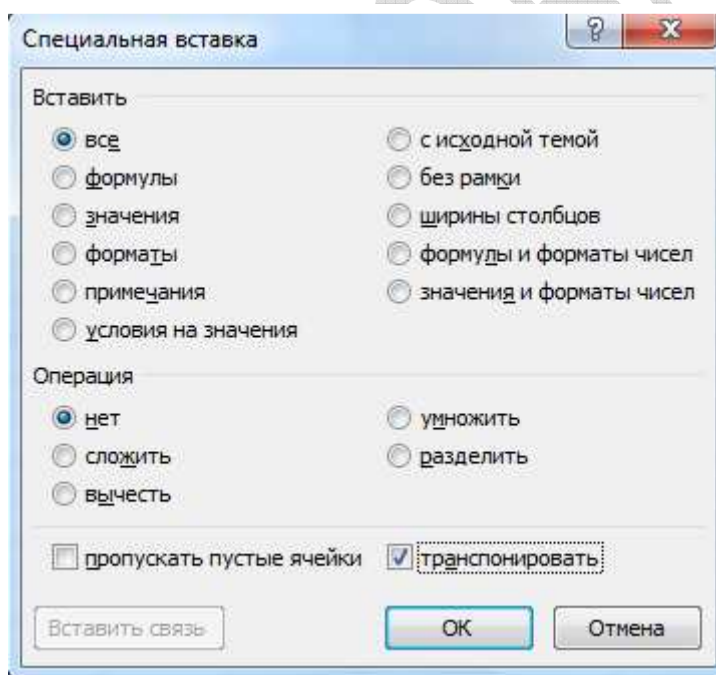 Специальная вставка
Вставить
все
с исходной темой
формулы
без рамки
значения
ширины столбцов
форматы
формулы и форматы чисел
примечания
значения и форматы чисел
условия на значения
Операция
нет
умножить
сложить
разделить
вычесть
пропускать пустые ячейки
транспонировать
Вставить связь
ОК
Отмена